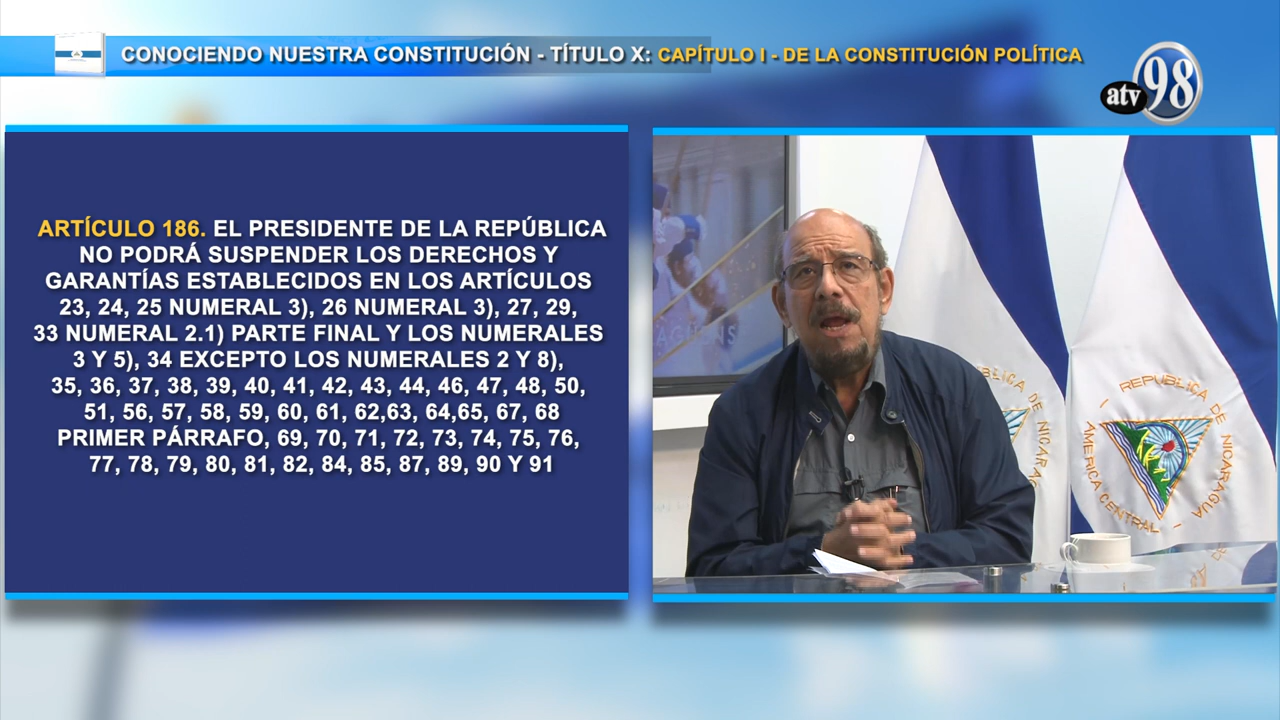 CONOCIENDO NUESTRA CONSTITUCIÓN - TÍTULO X: CAPÍTULO I - DE LA CONSTITUCIÓN POLÍTICA
atv 98
ARTÍCULO 186. EL PRESIDENTE DE LA REPÚBLICA
NO PODRÁ SUSPENDER LOS DERECHOS Y
GARANTÍAS ESTABLECIDOS EN LOS ARTÍCULOS
23, 24, 25 NUMERAL 3), 26 NUMERAL 3), 27, 29,
33 NUMERAL 2.1) PARTE FINAL Y LOS NUMERALES
3 Y 5), 34 EXCEPTO LOS NUMERALES 2 Y 8),
35, 36, 37, 38, 39, 40, 41, 42, 43, 44, 46, 47, 48, 50,
51, 56, 57, 58, 59, 60, 61, 62,63, 64,65, 67, 68
PRIMER PÁRRAFO, 69, 70, 71, 72, 73, 74, 75, 76,
77, 78, 79, 80, 81, 82, 84, 85, 87, 89, 90 Y 91
REPUBLICA DE NICARAGUA
AMERICA CENTRAL